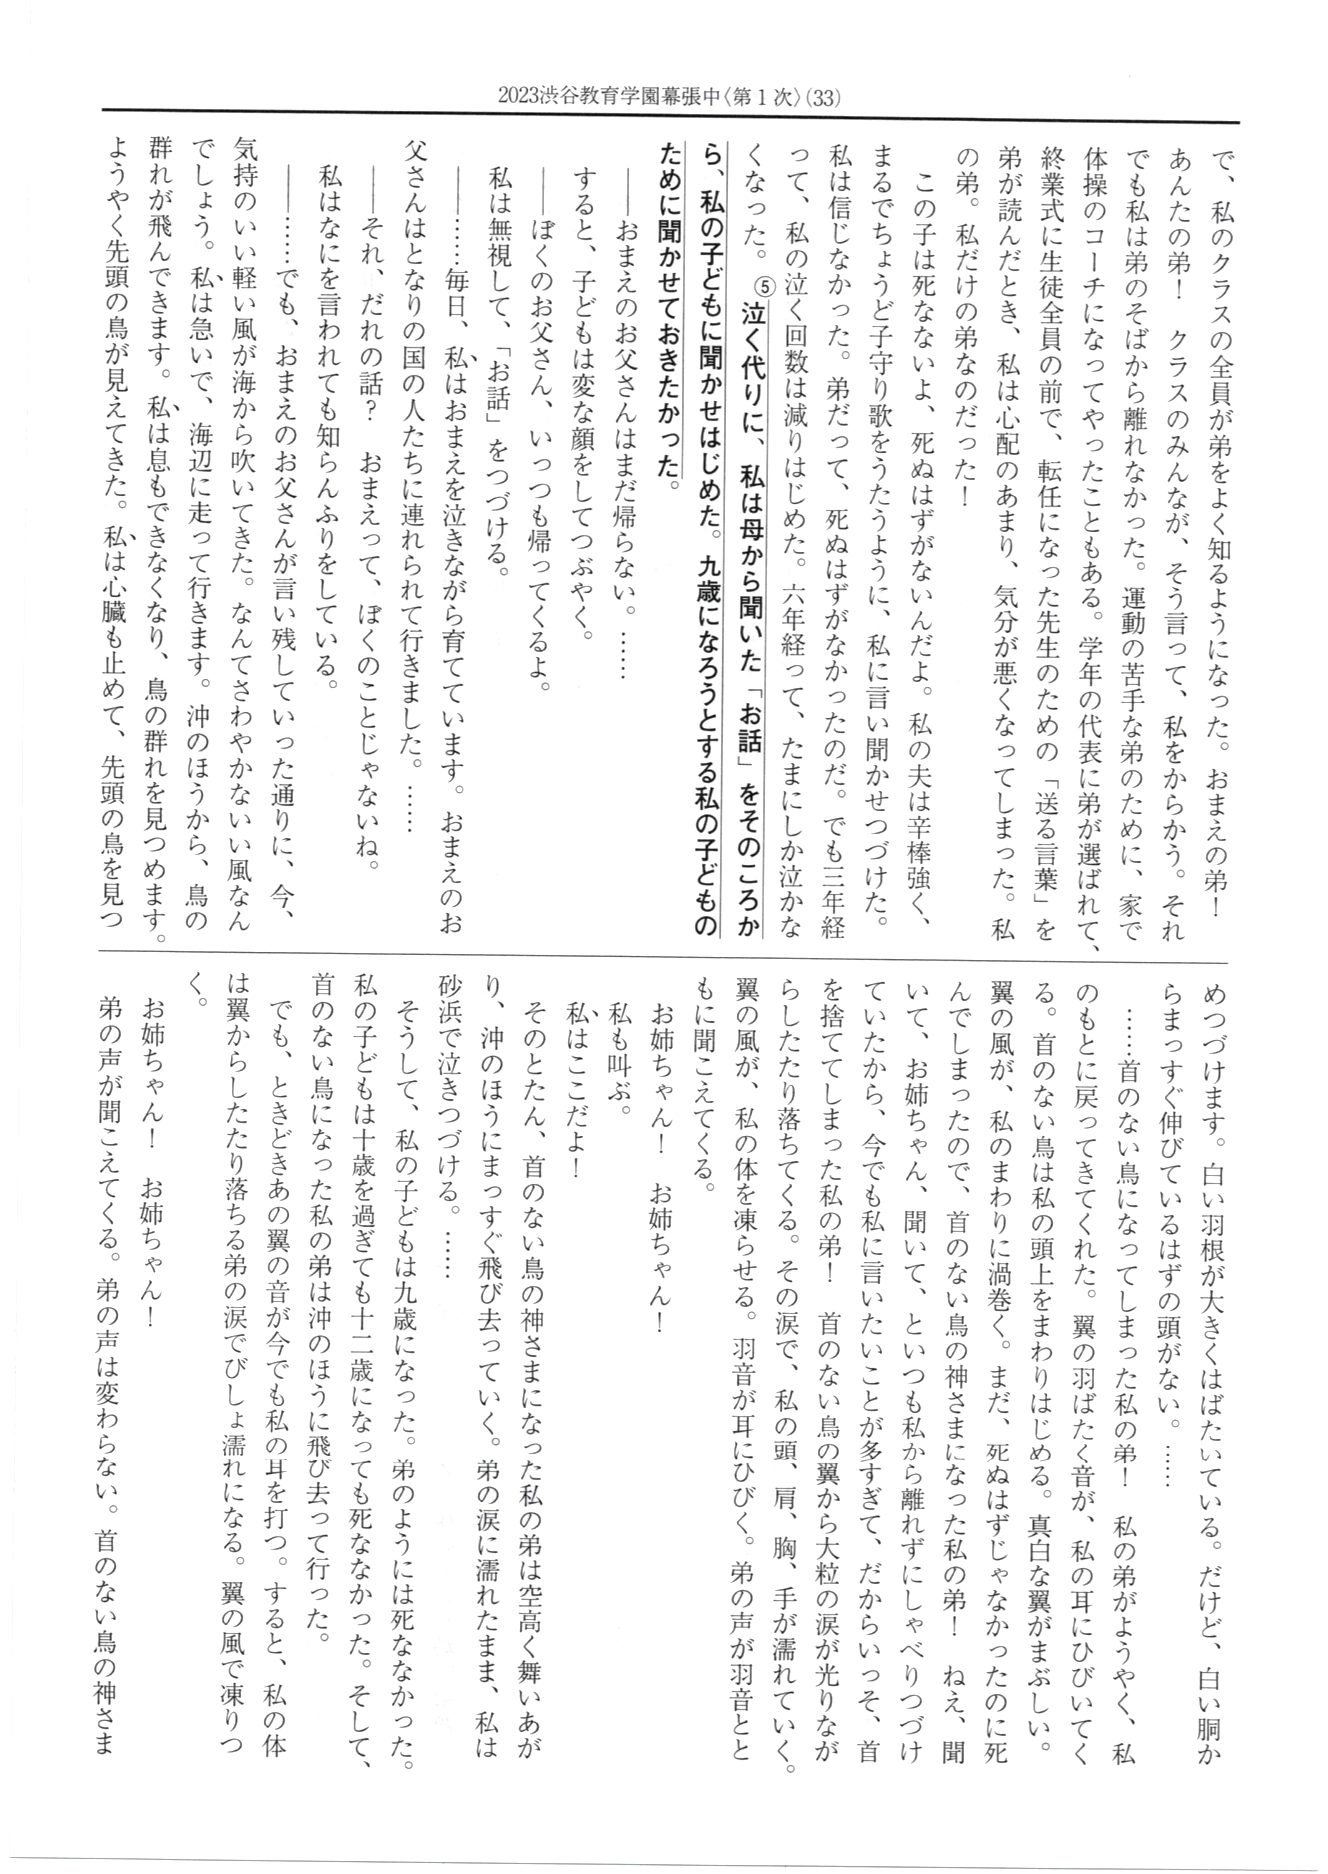 2023渋谷教育学園幕張中〈第１次〉(33)
で、私のクラスの全員が弟をよく知るようになった。おまえの弟！
あんたの弟！　クラスのみんなが、そう言って、私をからかう。それ
でも私は弟のそばから離れなかった。運動の苦手な弟のために、家で
体操のコーチになってやったこともある。学年の代表に弟が選ばれて、
終業式に生徒全員の前で、転任になった先生のための「送る言葉」を
弟が読んだとき、私は心配のあまり、気分が悪くなってしまった。私
の弟。私だけの弟なのだった！
　この子は死なないよ、死ぬはずがないんだよ。私の夫は辛棒強く、
まるでちょうど子守り歌をうたうように、私に言い聞かせつづけた。
私は信じなかった。弟だって、死ぬはずがなかったのだ。でも三年経
って、私の泣く回数は減りはじめた。六年経って、たまにしか泣かな
くなった。⑤泣く代りに、私は母から聞いた「お話」をそのころか
ら、私の子どもに聞かせはじめた。九歳になろうとする私の子どもの
ために聞かせておきたかった。
　――おまえのお父さんはまだ帰らない。……
　すると、子どもは変な顔をしてつぶやく。
　――ぼくのお父さん、いっつも帰ってくるよ。
　私は無視して、「お話」をつづける。
　――……毎日、私はおまえを泣きながら育てています。おまえのお
父さんはとなりの国の人たちに連れられて行きました。……
　――それ、だれの話？　おまえって、ぼくのことじゃないね。
　私はなにを言われても知らんふりをしている。
　――……でも、おまえのお父さんが言い残していった通りに、今、
気持のいい軽い風が海から吹いてきた。なんてさわやかないい風なん
でしょう。私は急いで、海辺に走って行きます。沖のほうから、鳥の
群れが飛んできます。私は息もできなくなり、鳥の群れを見つめます。
ようやく先頭の鳥が見えてきた。私は心臓も止めて、先頭の鳥を見つ
めつづけます。白い羽根が大きくはばたいている。だけど、白い胴か
らまっすぐ伸びているはずの頭がない。……
　……首のない鳥になってしまった私の弟！　私の弟がようやく、私
のもとに戻ってきてくれた。翼の羽ばたく音が、私の耳にひびいてく
る。首のない鳥は私の頭上をまわりはじめる。真白な翼がまぶしい。
翼の風が、私のまわりに渦巻く。まだ、死ぬはずじゃなかったのに死
んでしまったので、首のない鳥の神さまになった私の弟！　ねえ、聞
いて、お姉ちゃん、聞いて、といつも私から離れずにしゃべりつづけ
ていたから、今でも私に言いたいことが多すぎて、だからいっそ、首
を捨ててしまった私の弟！　首のない鳥の翼から大粒の涙が光りなが
らしたたり落ちてくる。その涙で、私の頭、肩、胸、手が濡れていく。
翼の風が、私の体を凍らせる。羽音が耳にひびく。弟の声が羽音とと
もに聞こえてくる。
　お姉ちゃん！　お姉ちゃん！
　私も叫ぶ。
　私はここだよ！
　そのとたん、首のない鳥の神さまになった私の弟は空高く舞いあが
り、沖のほうにまっすぐ飛び去っていく。弟の涙に濡れたまま、私は
砂浜で泣きつづける。……
　そうして、私の子どもは九歳になった。弟のようには死ななかった。
私の子どもは十歳を過ぎても十二歳になっても死ななかった。そして、
首のない鳥になった私の弟は沖のほうに飛び去って行った。
　でも、ときどきあの翼の音が今でも私の耳を打つ。すると、私の体
は翼からしたたり落ちる弟の涙でびしょ濡れになる。翼の風で凍りつ
く。
　お姉ちゃん！　お姉ちゃん！
　弟の声が聞こえてくる。弟の声は変わらない。首のない鳥の神さま